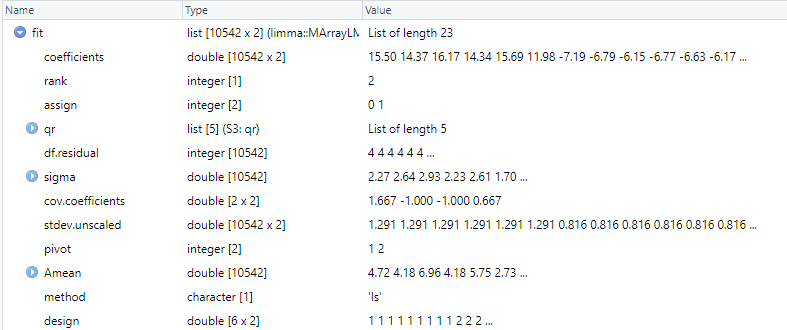 Name Type Value
fit list [10542 x 2] (limma::MArrayLM List of length 23
coefficients double [10542 x 2] 15.50 14.37 16.17 14.34 15.69 11.98 -7.19 -6.79 -6.15 -6.77 -6.63 -6.17 ...
rank integer [1] 2
assign integer [2] 0 1
qr list [5] (S3: qr) List of length 5
df.residual integer [10542] 4 4 4 4 4 4 ...
sigma double [10542] 2.27 2.64 2.93 2.23 2.61 1.70 ...
cov.coefficients double [2 x 2] 1.667 -1.000 -1.000 0.667
stdev.unscaled double [10542 x 2] 1.291 1.291 1.291 1.291 1.291 1.291 0.816 0.816 0.816 0.816 0.816 0.816 ...
pivot integer [2] 1 2
Amean double [10542] 4.72 4.18 6.96 4.18 5.75 2.73 ...
method character [1] 'ls'
design double [6 x 2] 1 1 1 1 1 1 1 1 1 2 2 2 ...